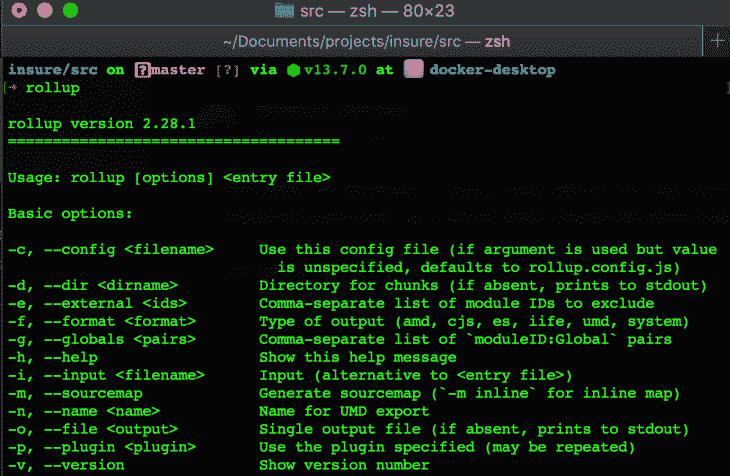 src — zsh — 80×23
~/Documents/projects/insure/src — zsh +
insure/src on master [?] via v13.7.0 at docker-desktop
→ rollup
rollup version 2.28.1
=====================================
Usage: rollup [options] <entry file>
Basic options:
-c, --config <filename>     Use this config file (if argument is used but value
is unspecified, defaults to rollup.config.js)
-d, --dir <dirname>         Directory for chunks (if absent, prints to stdout)
-e, --external <ids>        Comma-separate list of module IDs to exclude
-f, --format <format>       Type of output (amd, cjs, es, iife, umd, system)
-g, --globals <pairs>       Comma-separate list of `moduleID:Global` pairs
-h, --help                  Show this help message
-i, --input <filename>      Input (alternative to <entry file>)
-m, --sourcemap             Generate sourcemap (`-m inline` for inline map)
-n, --name <name>           Name for UMD export
-o, --file <output>         Single output file (if absent, prints to stdout)
-p, --plugin <plugin>       Use the plugin specified (may be repeated)
-v, --version               Show version number